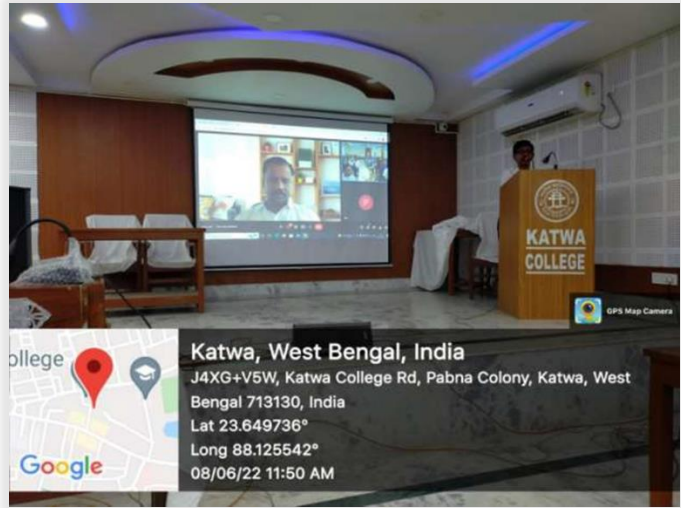 KATWA
COLLEGE
GPS Map Camera
ollege
Google
Katwa, West Bengal, India
J4XG+V5W, Katwa College Rd, Pabna Colony, Katwa, West
Bengal 713130, India
Lat 23.649736°
Long 88.125542°
08/06/22 11:50 AM